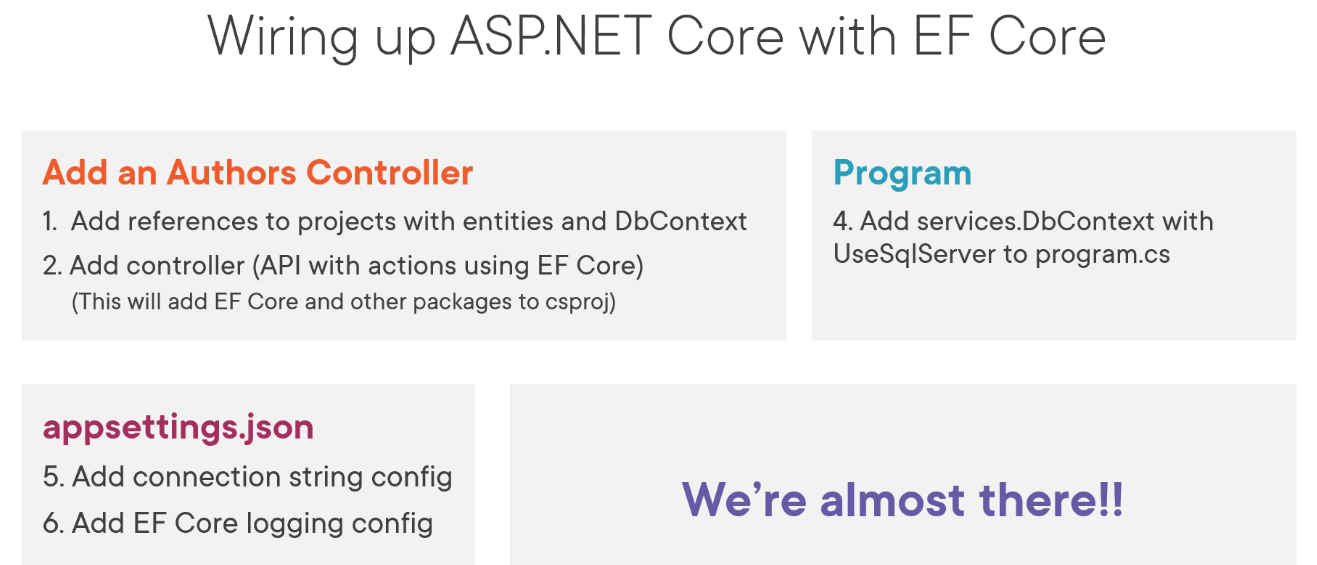 Wiring up ASP.NET Core with EF Core
Add an Authors Controller
1. Add references to projects with entities and DbContext
2. Add controller (API with actions using EF Core)
(This will add EF Core and other packages to csproj)
Program
4. Add services.DbContext with
UseSqlServer to program.cs
appsettings.json
5. Add connection string config
6. Add EF Core logging config
We’re almost there!!